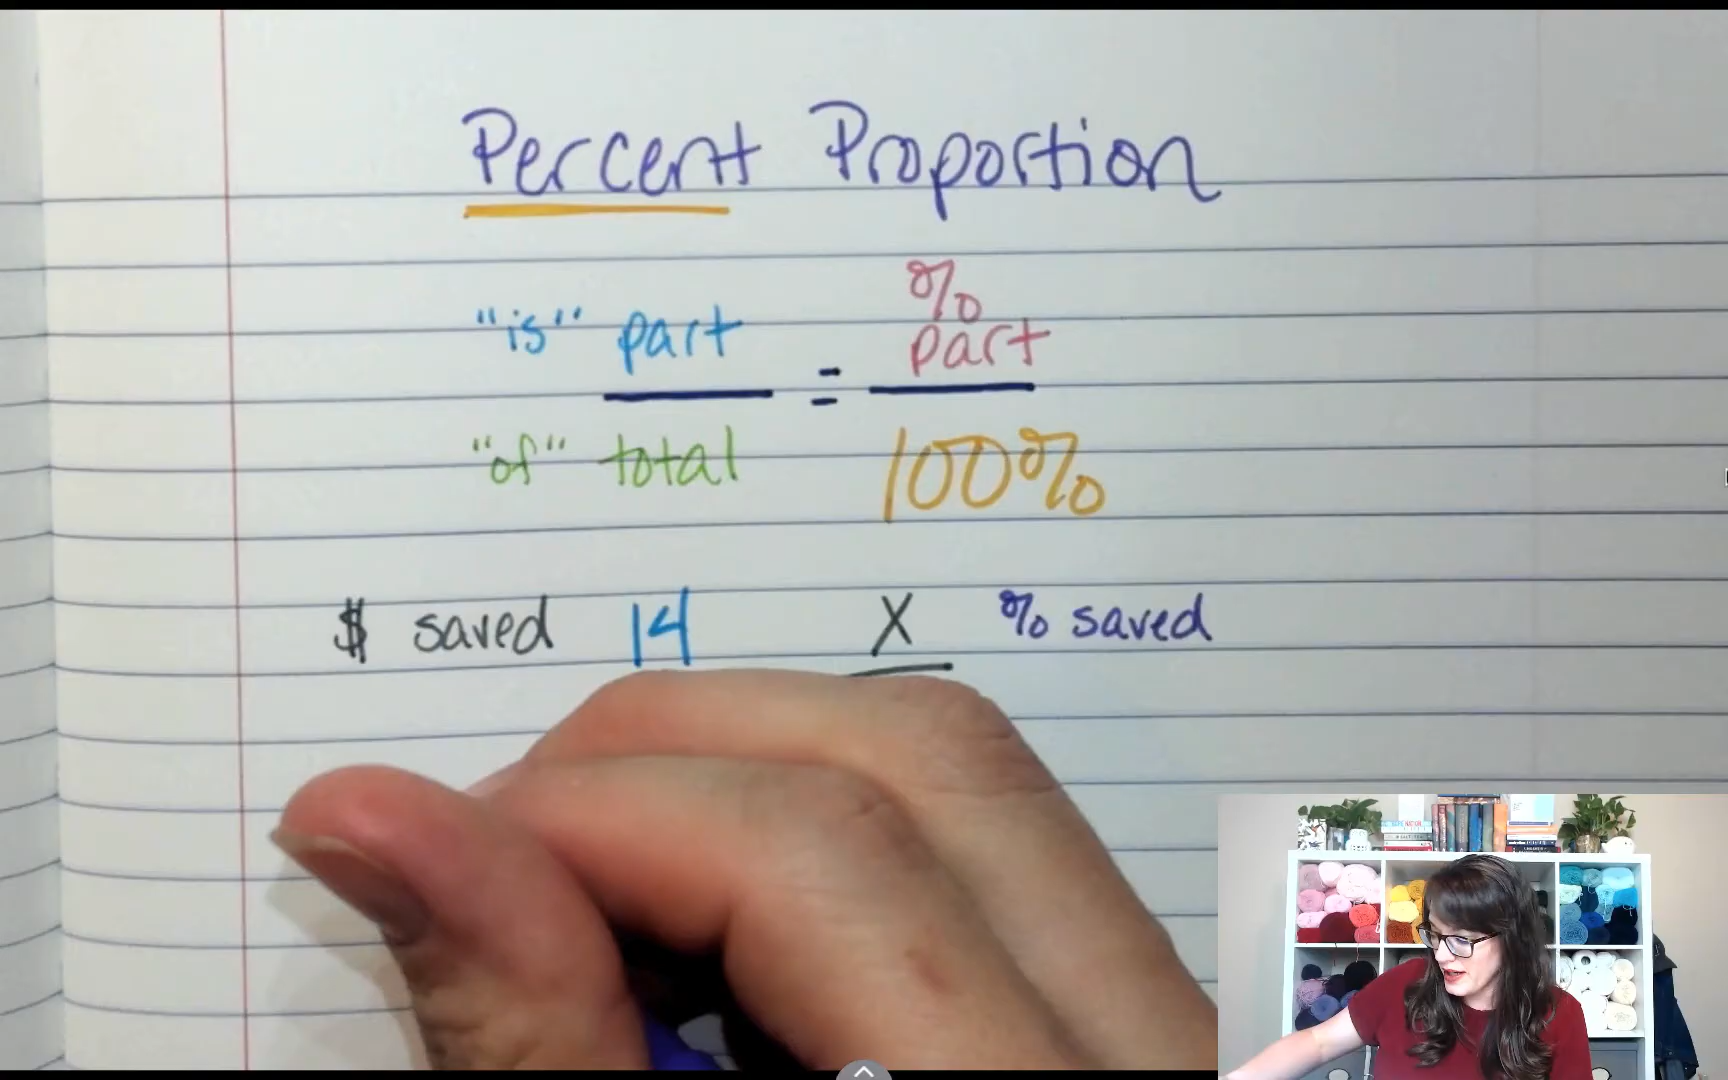 Percent Proportion
"is" part = % part
"of" total 100%
$ saved 14 X % saved